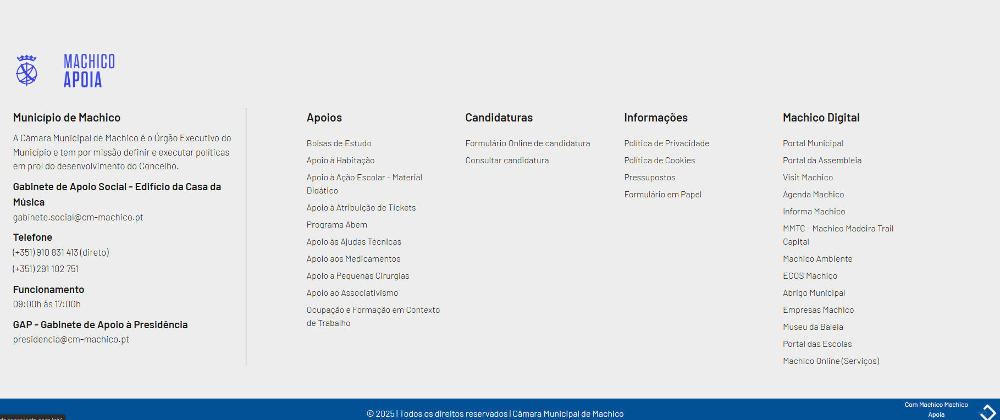 MACHICO
APOIA
Município de Machico
A Câmara Municipal de Machico é o Órgão Executivo do
Município e tem por missão definir e executar políticas
em prol do desenvolvimento do Concelho.
Gabinete de Apoio Social - Edifício da Casa da
Música
gabinete.social@cm-machico.pt
Telefone
(+351) 910 831 413 (direto)
(+351) 291 102 751
Funcionamento
09:00h às 17:00h
GAP - Gabinete de Apoio à Presidência
presidencia@cm-machico.pt
Apoios
Bolsas de Estudo
Apoio à Habitação
Apoio à Ação Escolar - Material
Didático
Apoio à Atribuição de Tickets
Programa Abem
Apoio às Ajudas Técnicas
Apoio aos Medicamentos
Apoio a Pequenas Cirurgias
Apoio ao Associativismo
Ocupação e Formação em Contexto
de Trabalho
Candidaturas
Formulário Online de candidatura
Consultar candidatura
Informações
Política de Privacidade
Política de Cookies
Pressupostos
Formulário em Papel
Machico Digital
Portal Municipal
Portal da Assembleia
Visit Machico
Agenda Machico
Informa Machico
MMTC - Machico Madeira Trail
Capital
Machico Ambiente
ECOS Machico
Abrigo Municipal
Empresas Machico
Museu da Baleia
Portal das Escolas
Machico Online (Serviços)
© 2025 | Todos os direitos reservados | Câmara Municipal de Machico
Com Machico Machico
Apoia